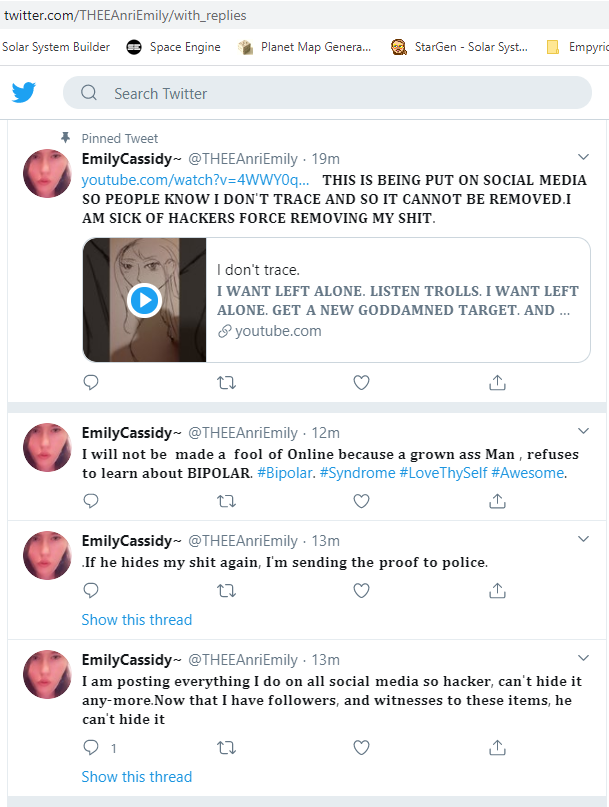 twitter.com/THEEAnriEmily/with_replies
Solar System Builder
Space Engine
Planet Map Genera...
StarGen - Solar Syst...
Empyric
Search Twitter
Pinned Tweet
EmilyCassidy~ @THEEAnriEmily · 19m
youtube.com/watch?v=4WWY0q... THIS IS BEING PUT ON SOCIAL MEDIA
SO PEOPLE KNOW I DON'T TRACE AND SO IT CANNOT BE REMOVED.I
AM SICK OF HACKERS FORCE REMOVING MY SHIT.
I don't trace.
I WANT LEFT ALONE. LISTEN TROLLS. I WANT LEFT
ALONE. GET A NEW GODDAMNED TARGET. AND ...
youtube.com
EmilyCassidy~ @THEEAnriEmily · 12m
I will not be made a fool of Online because a grown ass Man , refuses
to learn about BIPOLAR. #Bipolar. #Syndrome #LoveThySelf #Awesome.
EmilyCassidy~ @THEEAnriEmily · 13m
.If he hides my shit again, I'm sending the proof to police.
Show this thread
EmilyCassidy~ @THEEAnriEmily · 13m
I am posting everything I do on all social media so hacker, can't hide it
any-more.Now that I have followers, and witnesses to these items, he
can't hide it
1
Show this thread